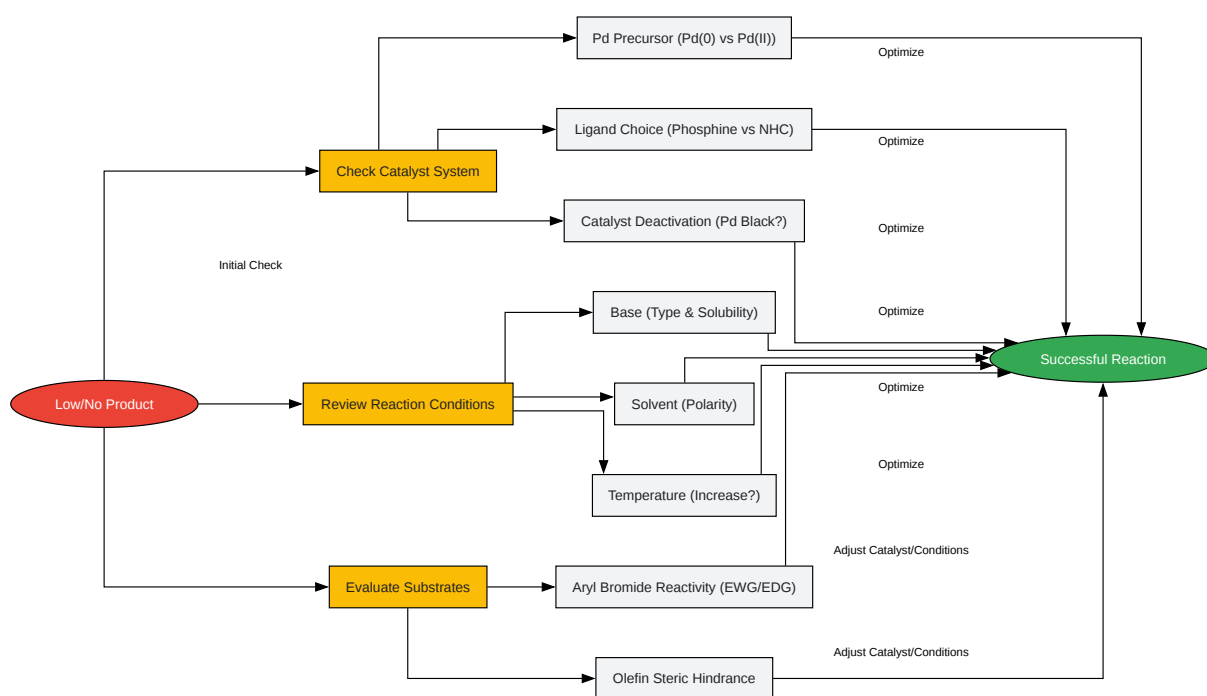 Pd Precursor (Pd(0) vs Pd(II))
Optimize
Ligand Choice (Phosphine vs NHC)
Optimize
Check Catalyst System
Catalyst Deactivation (Pd Black?)
Optimize
Initial Check
Base (Type & Solubility)
Optimize
Successful Reaction
Low/No Product
Review Reaction Conditions
Solvent (Polarity)
Optimize
Temperature (Increase?)
Optimize
Adjust Catalyst/Conditions
Evaluate Substrates
Aryl Bromide Reactivity (EWG/EDG)
Adjust Catalyst/Conditions
Olefin Steric Hindrance